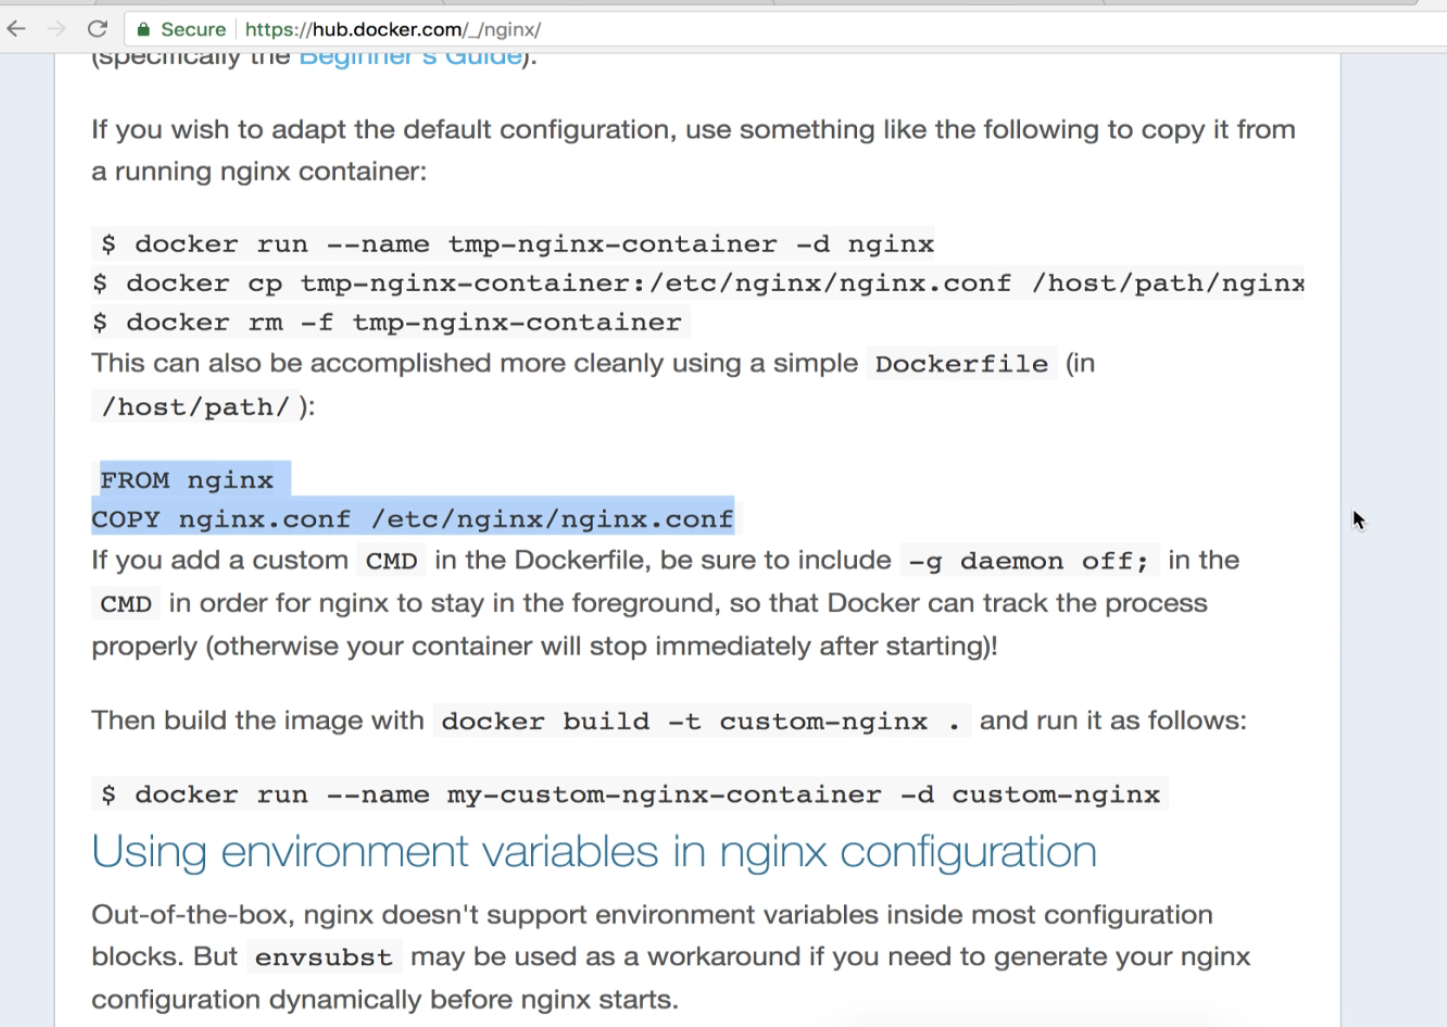 Secure https://hub.docker.com/_/nginx/
(specifically the Beginner's Guide).
If you wish to adapt the default configuration, use something like the following to copy it from
a running nginx container:
$ docker run --name tmp-nginx-container -d nginx
$ docker cp tmp-nginx-container:/etc/nginx/nginx.conf /host/path/nginx
$ docker rm -f tmp-nginx-container
This can also be accomplished more cleanly using a simple Dockerfile (in
/host/path/ ):
FROM nginx
COPY nginx.conf /etc/nginx/nginx.conf
If you add a custom CMD in the Dockerfile, be sure to include -g daemon off; in the
CMD in order for nginx to stay in the foreground, so that Docker can track the process
properly (otherwise your container will stop immediately after starting)!
Then build the image with docker build -t custom-nginx . and run it as follows:
$ docker run --name my-custom-nginx-container -d custom-nginx
Using environment variables in nginx configuration
Out-of-the-box, nginx doesn't support environment variables inside most configuration
blocks. But envsubst may be used as a workaround if you need to generate your nginx
configuration dynamically before nginx starts.